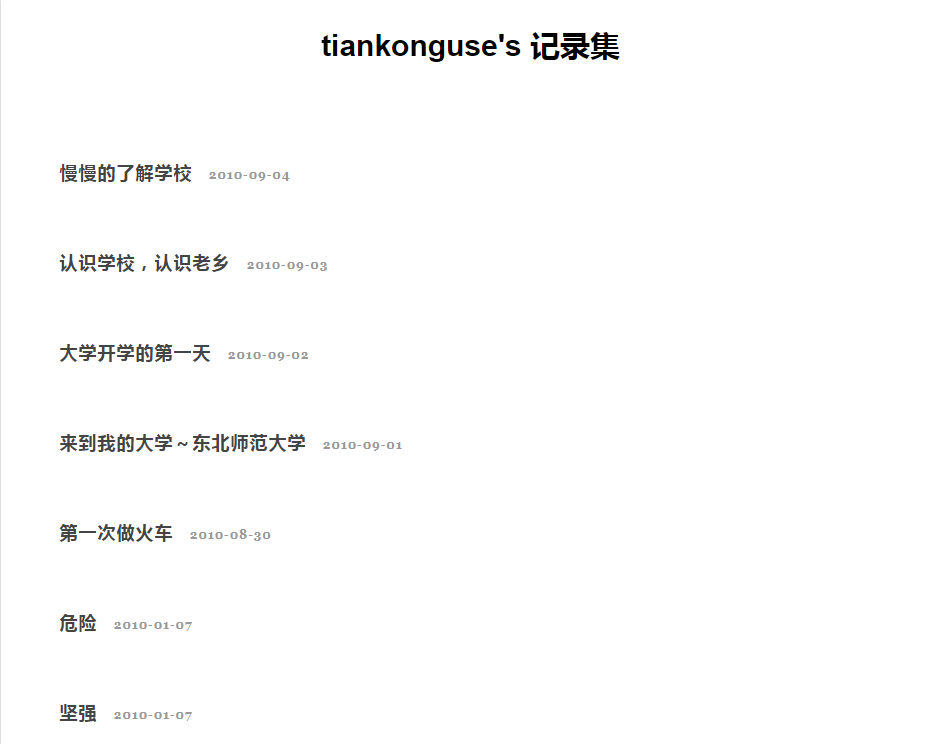 tiankonguse's 记录集
慢慢的了解学校 2010-09-04
认识学校，认识老乡 2010-09-03
大学开学的第一天 2010-09-02
来到我的大学～东北师范大学 2010-09-01
第一次做火车 2010-08-30
危险 2010-01-07
坚强 2010-01-07